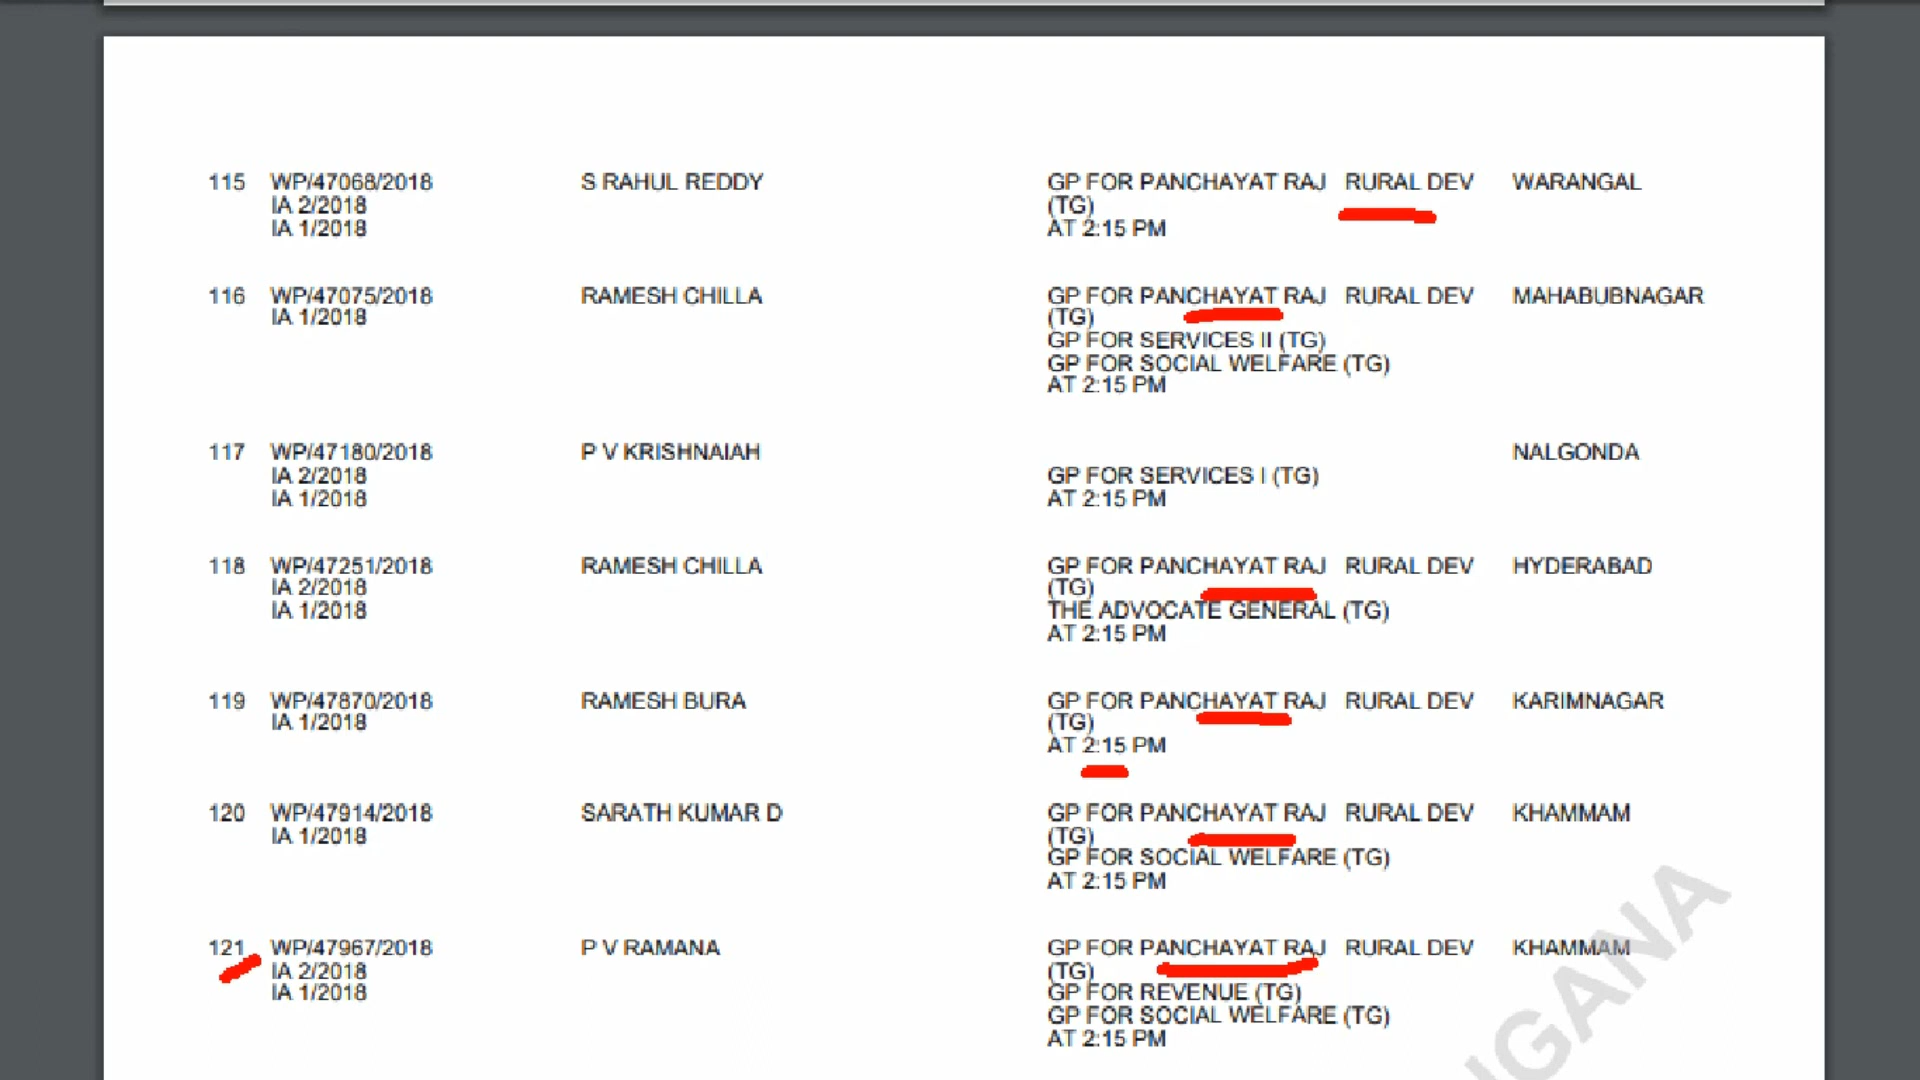 115 WP/47068/2018 S RAHUL REDDY GP FOR PANCHAYAT RAJ RURAL DEV WARANGAL
IA 2/2018 (TG)
IA 1/2018 AT 2:15 PM
116 WP/47075/2018 RAMESH CHILLA GP FOR PANCHAYAT RAJ RURAL DEV MAHABUBNAGAR
IA 1/2018 (TG)
GP FOR SERVICES II (TG)
GP FOR SOCIAL WELFARE (TG)
AT 2:15 PM
117 WP/47180/2018 P V KRISHNAIAH NALGONDA
IA 2/2018 GP FOR SERVICES I (TG)
IA 1/2018 AT 2:15 PM
118 WP/47251/2018 RAMESH CHILLA GP FOR PANCHAYAT RAJ RURAL DEV HYDERABAD
IA 2/2018 (TG)
IA 1/2018 THE ADVOCATE GENERAL (TG)
AT 2:15 PM
119 WP/47870/2018 RAMESH BURA GP FOR PANCHAYAT RAJ RURAL DEV KARIMNAGAR
IA 1/2018 (TG)
AT 2:15 PM
120 WP/47914/2018 SARATH KUMAR D GP FOR PANCHAYAT RAJ RURAL DEV KHAMMAM
IA 1/2018 (TG)
GP FOR SOCIAL WELFARE (TG)
AT 2:15 PM
121 WP/47967/2018 P V RAMANA GP FOR PANCHAYAT RAJ RURAL DEV KHAMMAM
IA 2/2018 (TG)
IA 1/2018 GP FOR REVENUE (TG)
GP FOR SOCIAL WELFARE (TG)
AT 2:15 PM